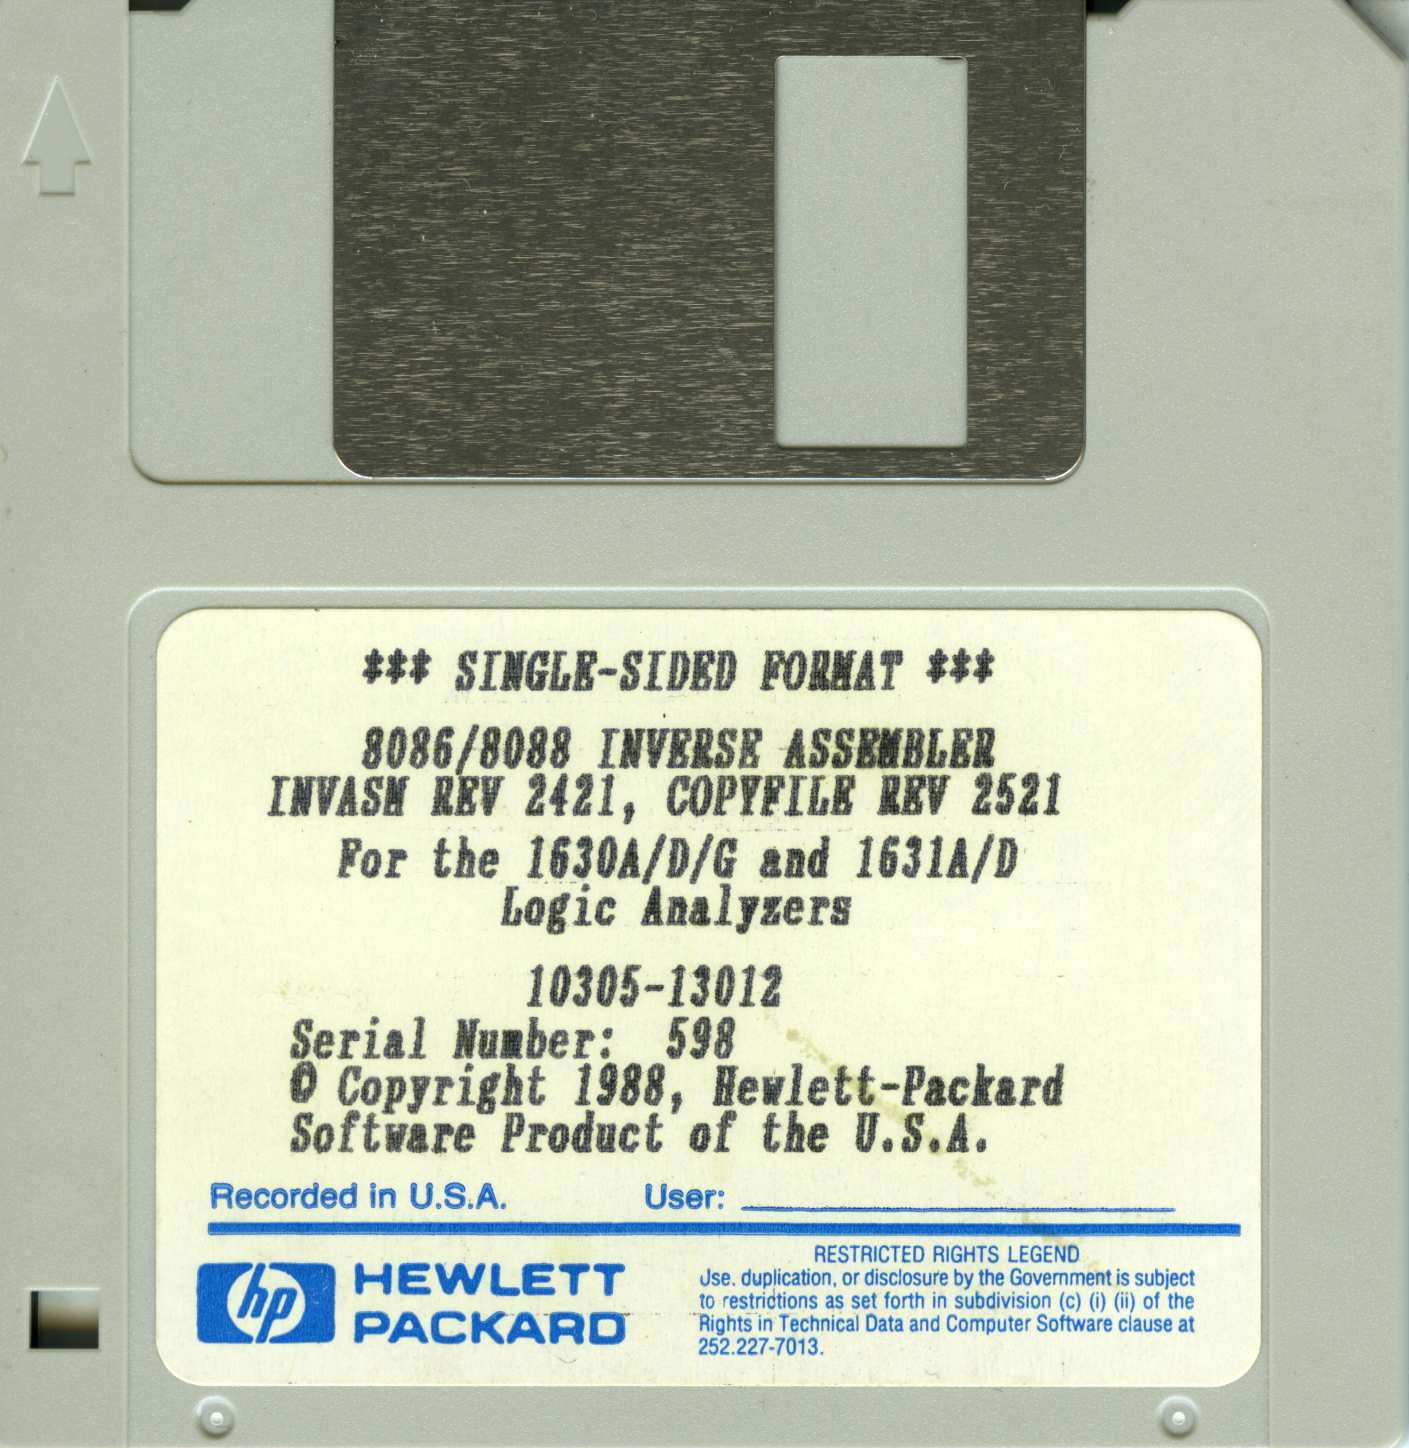 *** SINGLE-SIDED FORMAT ***
8086/8088 INVERSE ASSEMBLER
INVASM REV 2421, COPYFILE REV 2521
For the 1630A/D/G and 1631A/D
Logic Analyzers
10305-13012
Serial Number: 598
© Copyright 1988, Hewlett-Packard
Software Product of the U.S.A.
Recorded in U.S.A. User:
RESTRICTED RIGHTS LEGEND
Use, duplication, or disclosure by the Government is subject
to restrictions as set forth in subdivision (c) (i) (ii) of the
Rights in Technical Data and Computer Software clause at
252.227-7013.
hp HEWLETT
PACKARD